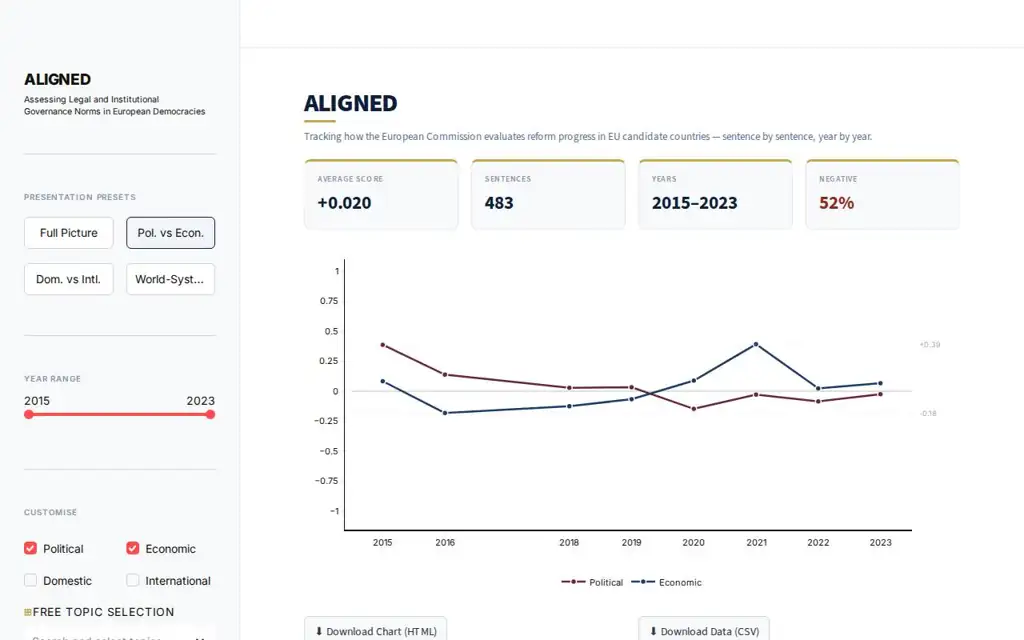 ALIGNED
Assessing Legal and Institutional
Governance Norms in European Democracies
PRESENTATION PRESETS
Full Picture
Pol. vs Econ.
Dom. vs Intl.
World-Syst...
YEAR RANGE
2015
2023
CUSTOMISE
Political
Economic
Domestic
International
FREE TOPIC SELECTION
Search and select topics
ALIGNED
Tracking how the European Commission evaluates reform progress in EU candidate countries — sentence by sentence, year by year.
AVERAGE SCORE
+0.020
SENTENCES
483
YEARS
2015–2023
NEGATIVE
52%
1
0.75
0.5
0.25
0
−0.25
−0.5
−0.75
−1
+0.39
-0.18
2015
2016
2018
2019
2020
2021
2022
2023
Political
Economic
⬇ Download Chart (HTML)
⬇ Download Data (CSV)